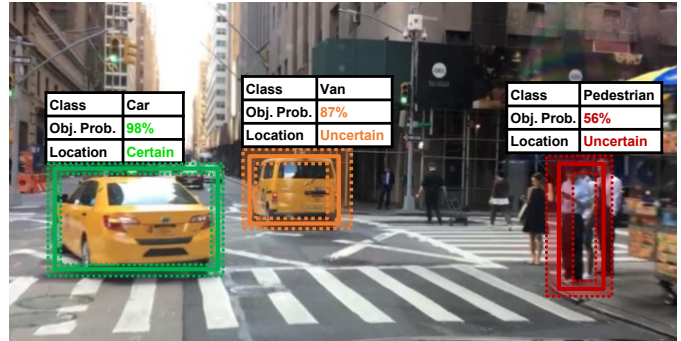 Class Car
Obj. Prob. 98%
Location Certain
Class Van
Obj. Prob. 87%
Location Uncertain
Class Pedestrian
Obj. Prob. 56%
Location Uncertain